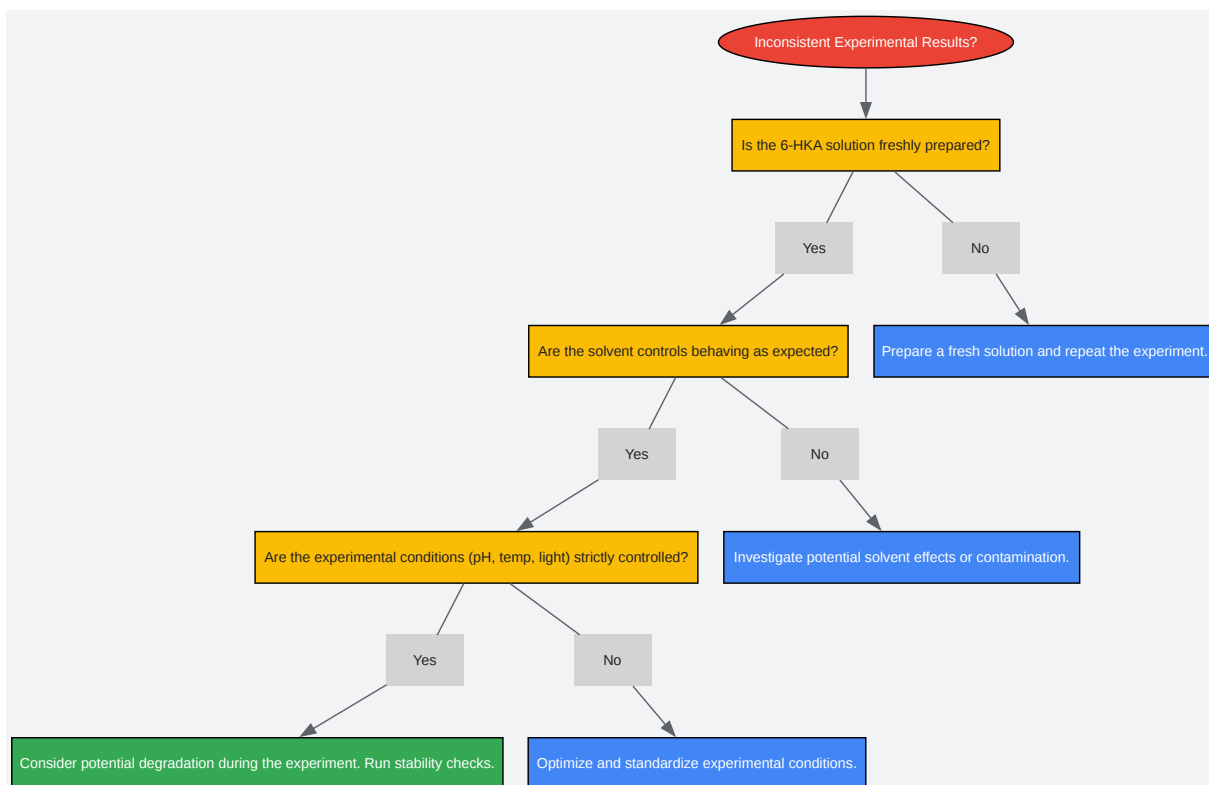 Inconsistent Experimental Results?
Is the 6-HKA solution freshly prepared?
Yes
No
Are the solvent controls behaving as expected?
Prepare a fresh solution and repeat the experiment.
Yes
No
Are the experimental conditions (pH, temp, light) strictly controlled?
Investigate potential solvent effects or contamination.
Yes
No
Consider potential degradation during the experiment. Run stability checks.
Optimize and standardize experimental conditions.